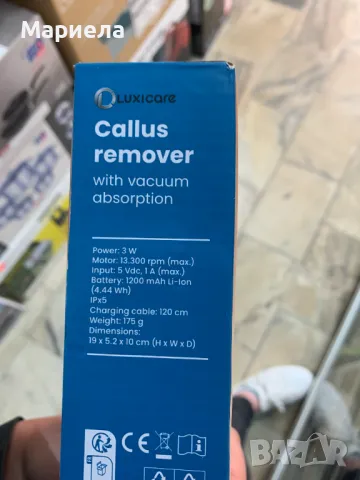 Мариела
LUXICARE
Callus
remover
with vacuum
absorption
Power: 3 W
Motor: 13.300 rpm (max.)
Input: 5 Vdc, 1 A (max.)
Battery: 1200 mAh Li-Ion
(4.44 Wh)
IPx5
Charging cable: 120 cm
Weight: 175 g
Dimensions:
19 x 5.2 x 10 cm (H x W x D)
CE
BAZAR